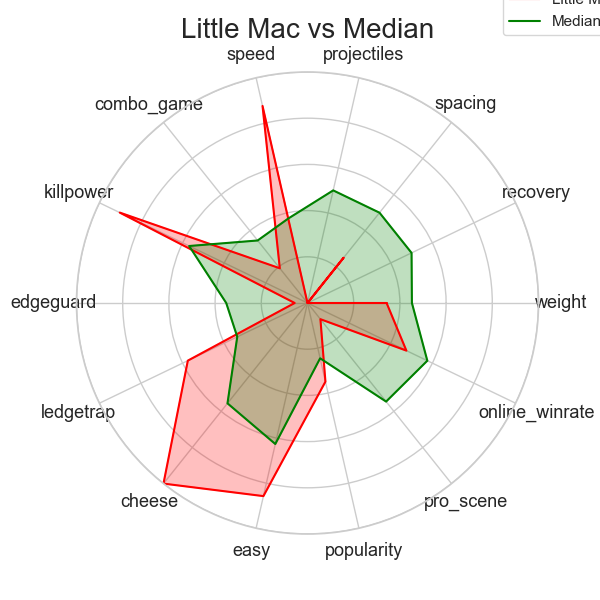 Little Mac vs Median
Median
speed
projectiles
combo_game
spacing
killpower
recovery
edgeguard
weight
ledgetrap
online_winrate
cheese
pro_scene
easy
popularity